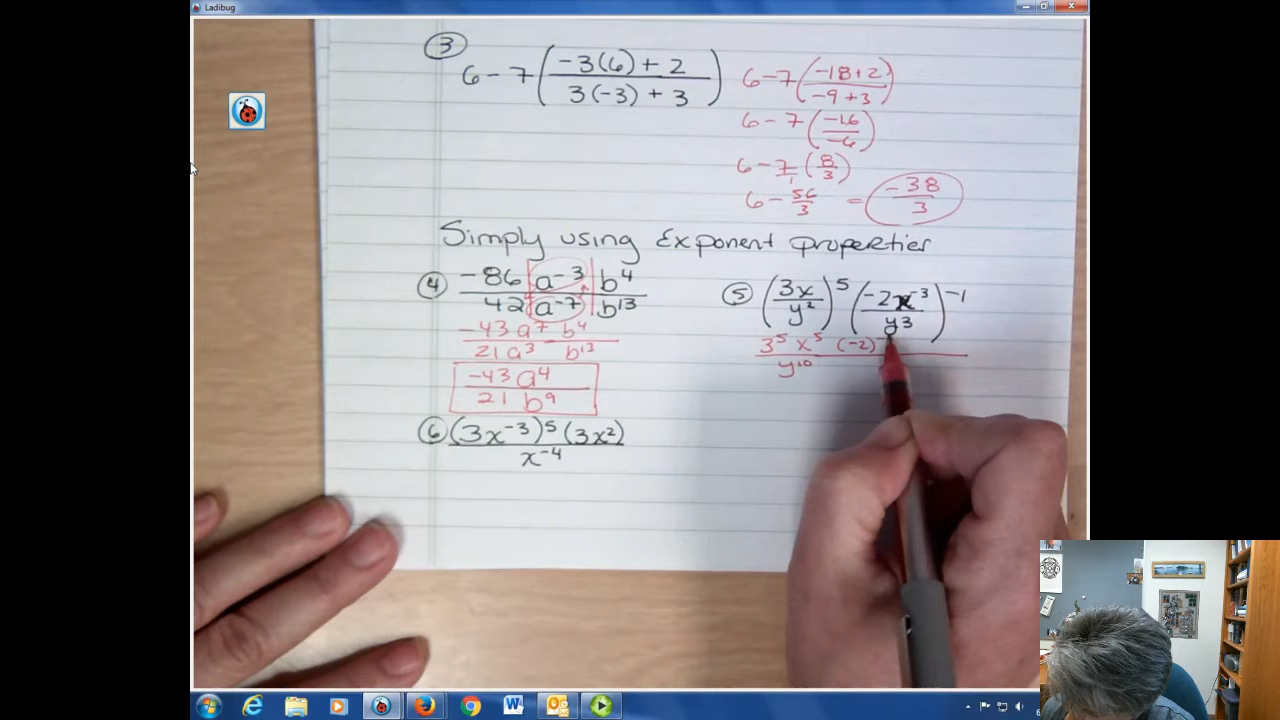 Ladibug
③
6 - 7 ( (-3(6) + 2) / (3(-3) + 3) )
6 - 7 ( (-18 + 2) / (-9 + 3) )
6 - 7 ( -16 / -6 )
6 - 7/1 ( 8/3 )
6 - 56/3 = -38/3
Simply using Exponent properties
④ -86 a⁻³ b⁴ / 42 a⁻⁷ b¹³
-43 a⁷ b⁴ / 21 a³ b¹³
-43 a⁴ / 21 b⁹
⑤ (3x / y²)⁵ (-2x⁻³ / y³)⁻¹
3⁵ x⁵ (-2)⁻ / y¹⁰
⑥ (3x⁻³)⁵ (3x²) / x⁻⁴